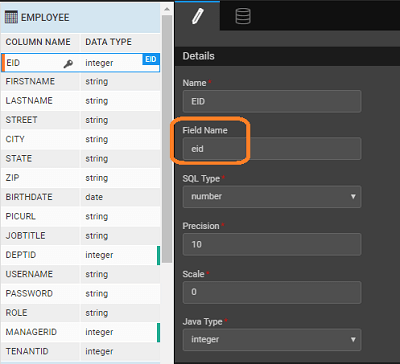 EMPLOYEE
COLUMN NAME DATA TYPE
EID integer EID
FIRSTNAME string
LASTNAME string
STREET string
CITY string
STATE string
ZIP string
BIRTHDATE date
PICURL string
JOBTITLE string
DEPTID integer
USERNAME string
PASSWORD string
ROLE string
MANAGERID integer
TENANTID integer
Details
Name*
EID
Field Name
eid
SQL Type*
number
Precision*
10
Scale*
0
Java Type*
integer